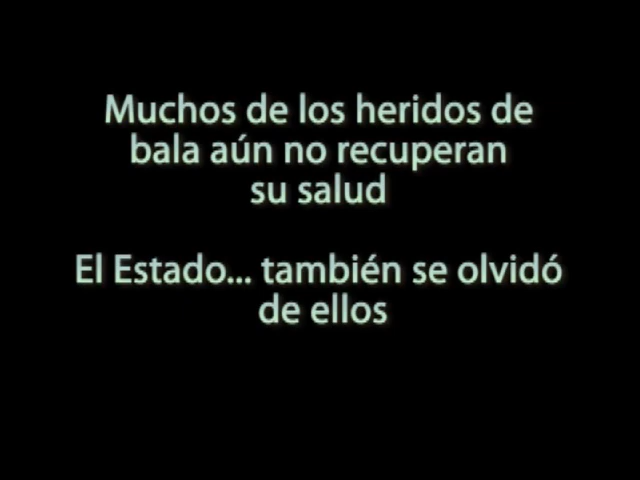 Muchos de los heridos de
bala aún no recuperan
su salud
El Estado... también se olvidó
de ellos